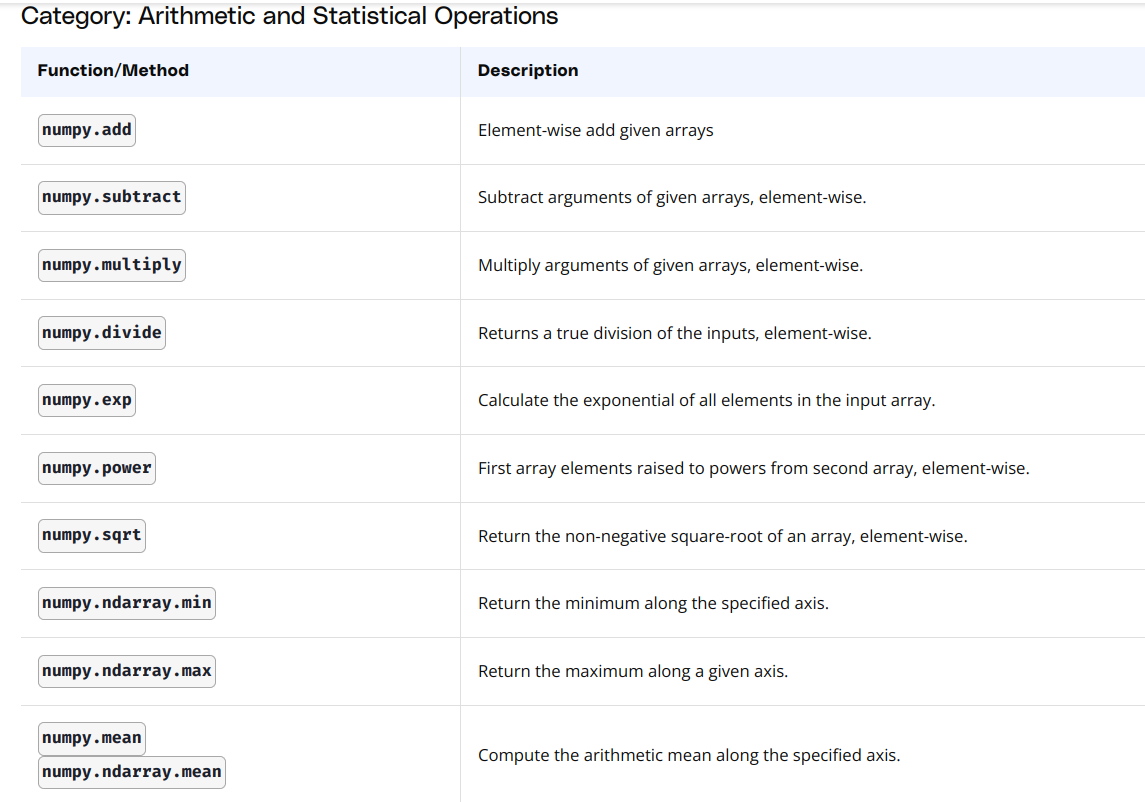 Category: Arithmetic and Statistical Operations
Function/Method Description
numpy.add Element-wise add given arrays
numpy.subtract Subtract arguments of given arrays, element-wise.
numpy.multiply Multiply arguments of given arrays, element-wise.
numpy.divide Returns a true division of the inputs, element-wise.
numpy.exp Calculate the exponential of all elements in the input array.
numpy.power First array elements raised to powers from second array, element-wise.
numpy.sqrt Return the non-negative square-root of an array, element-wise.
numpy.ndarray.min Return the minimum along the specified axis.
numpy.ndarray.max Return the maximum along a given axis.
numpy.mean
numpy.ndarray.mean
Compute the arithmetic mean along the specified axis.